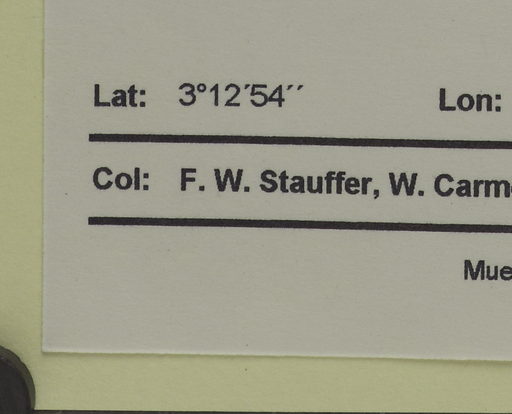 Lat: 3°12´54´´ Lon:
Col: F. W. Stauffer, W. Carm
Mue